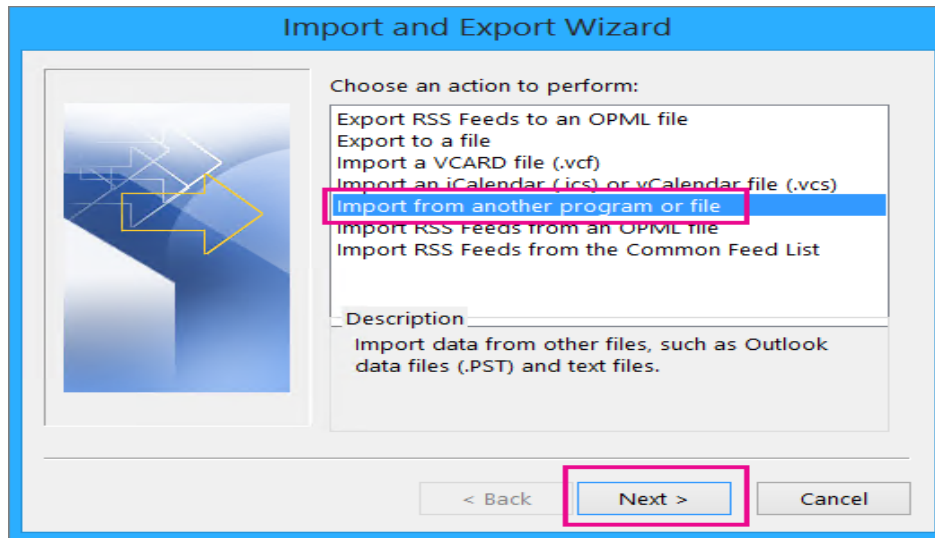 Import and Export Wizard
Choose an action to perform:
Export RSS Feeds to an OPML file
Export to a file
Import a VCARD file (.vcf)
Import an iCalendar (.ics) or vCalendar file (.vcs)
Import from another program or file
Import RSS Feeds from an OPML file
Import RSS Feeds from the Common Feed List
Description
Import data from other files, such as Outlook
data files (.PST) and text files.
< Back Next > Cancel